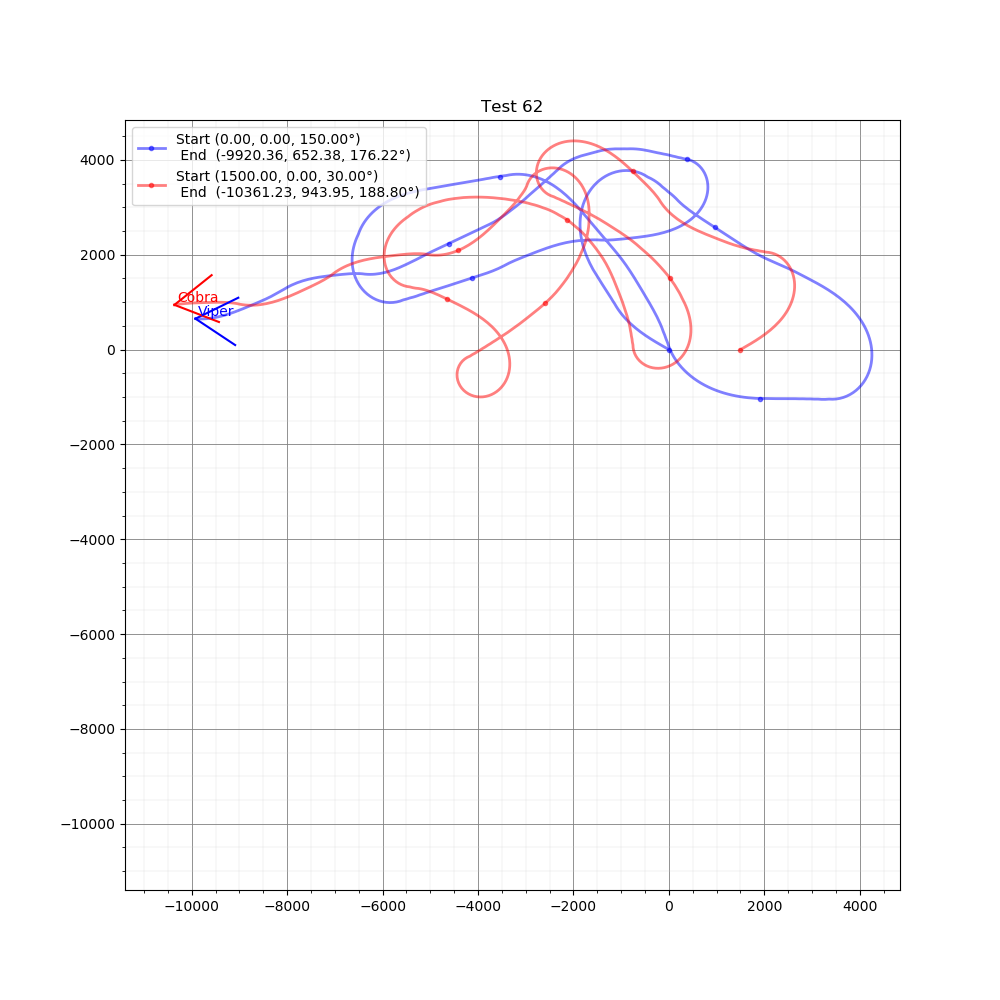 Test 62
Start (0.00, 0.00, 150.00°)
End (-9920.36, 652.38, 176.22°)
Start (1500.00, 0.00, 30.00°)
End (-10361.23, 943.95, 188.80°)
4000
2000
0
−2000
−4000
−6000
−8000
−10000
Cobra
Viper
−10000
−8000
−6000
−4000
−2000
0
2000
4000